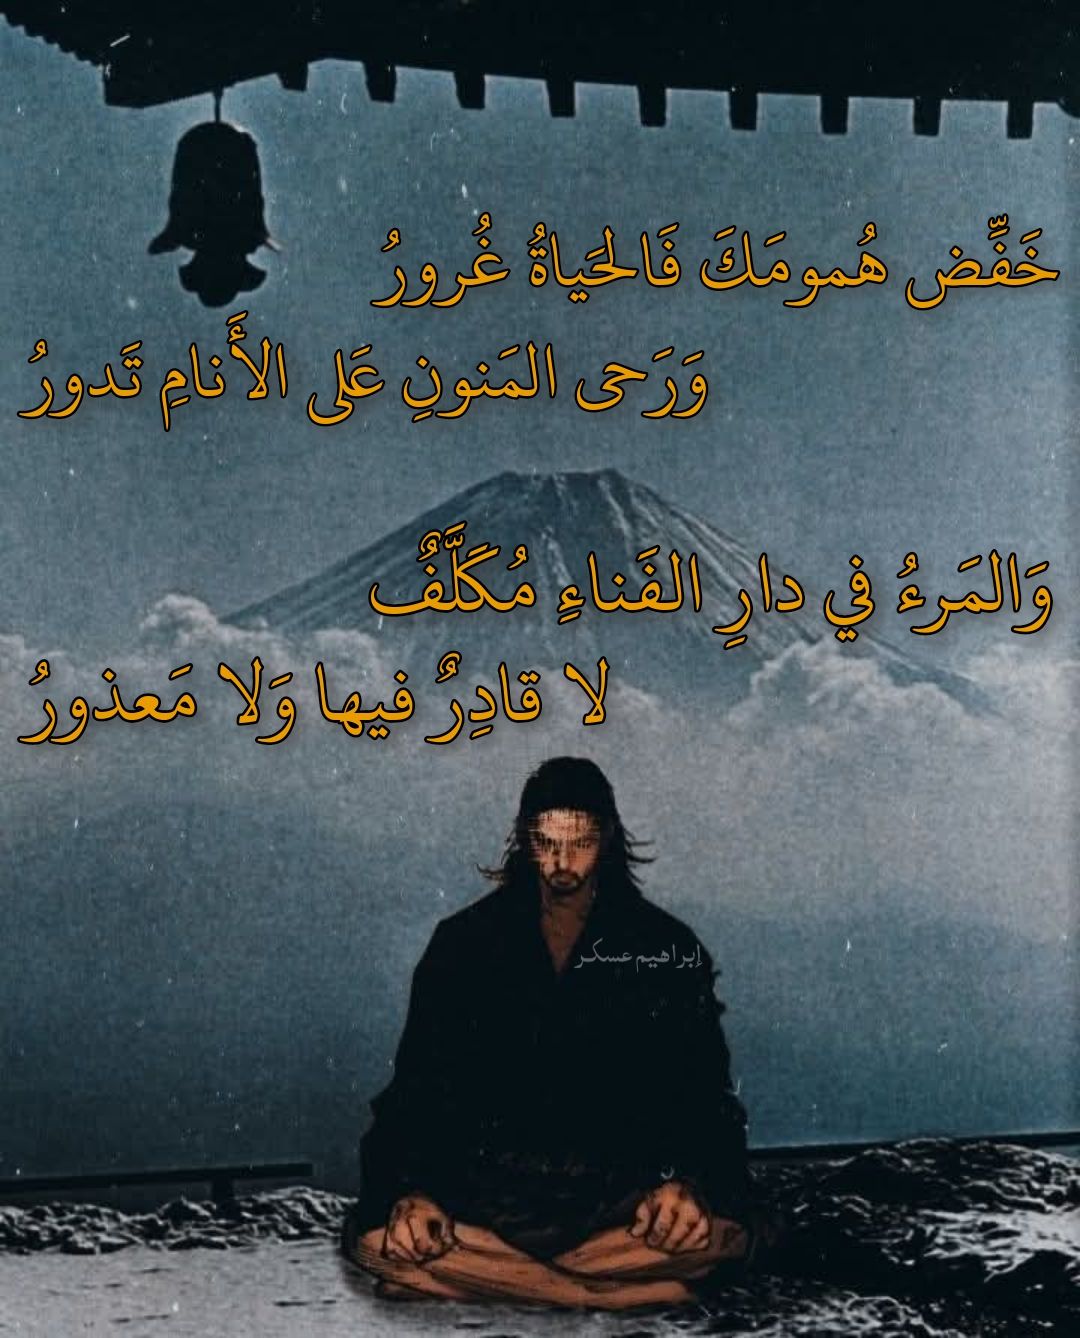 خَفِّض هُمومَكَ فَالحَياةُ غُرورُ
وَرَحى المَنونِ عَلى الأَنامِ تَدورُ
وَالمَرءُ في دارِ الفَناءِ مُكَلَّفٌ
لا قادِرٌ فيها وَلا مَعذورُ
إبراهيم عسكر